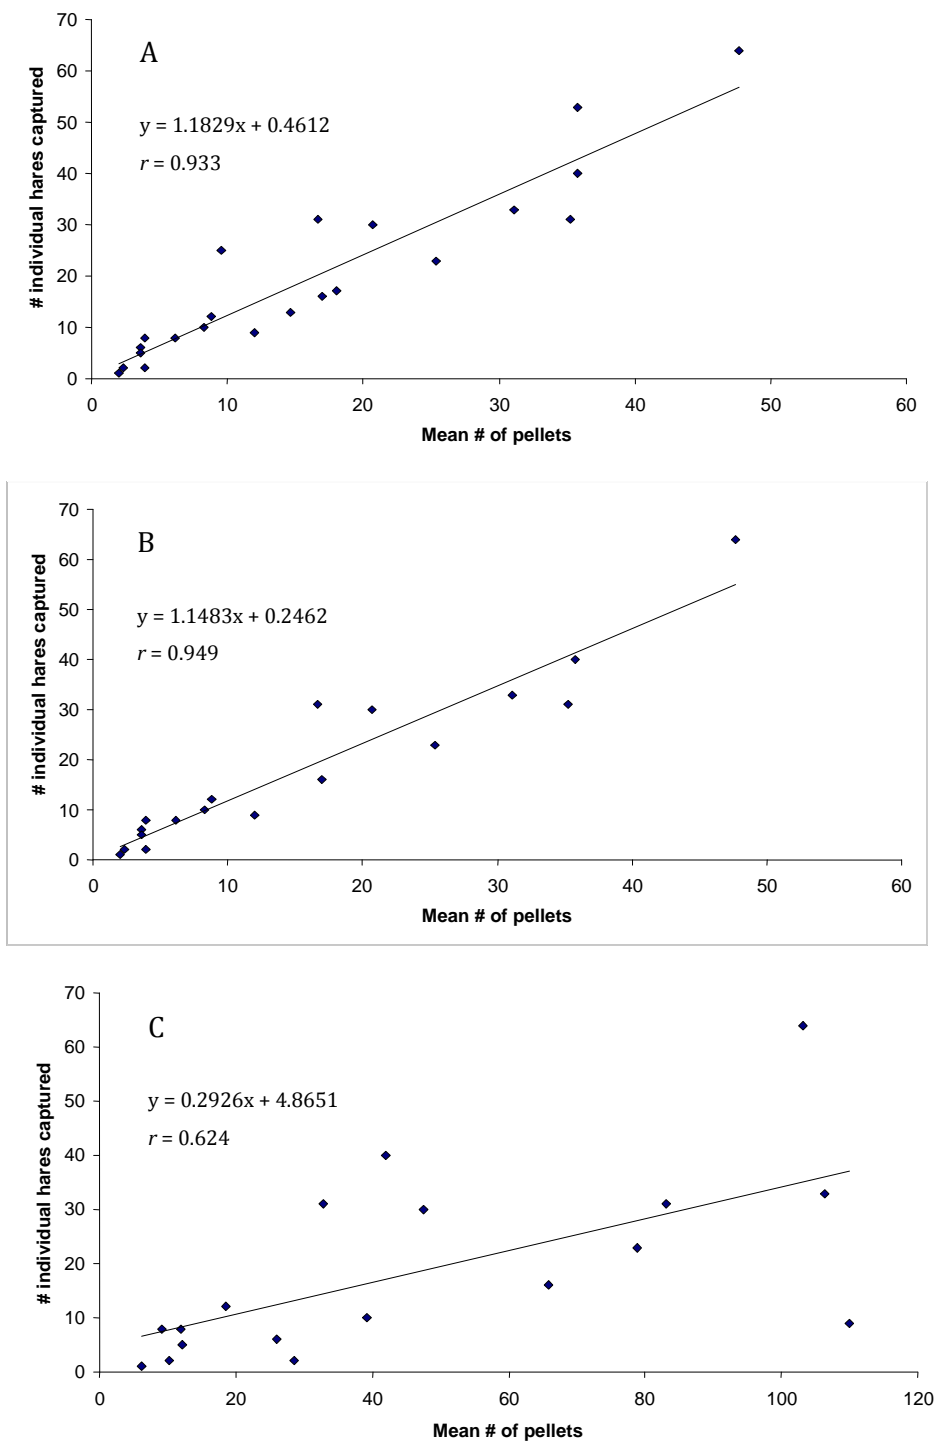 A
y = 1.1829x + 0.4612
r = 0.933
# individual hares captured
70
60
50
40
30
20
10
0
0 10 20 30 40 50 60
Mean # of pellets
B
y = 1.1483x + 0.2462
r = 0.949
# individual hares captured
70
60
50
40
30
20
10
0
0 10 20 30 40 50 60
Mean # of pellets
C
y = 0.2926x + 4.8651
r = 0.624
# individual hares captured
70
60
50
40
30
20
10
0
0 20 40 60 80 100 120
Mean # of pellets